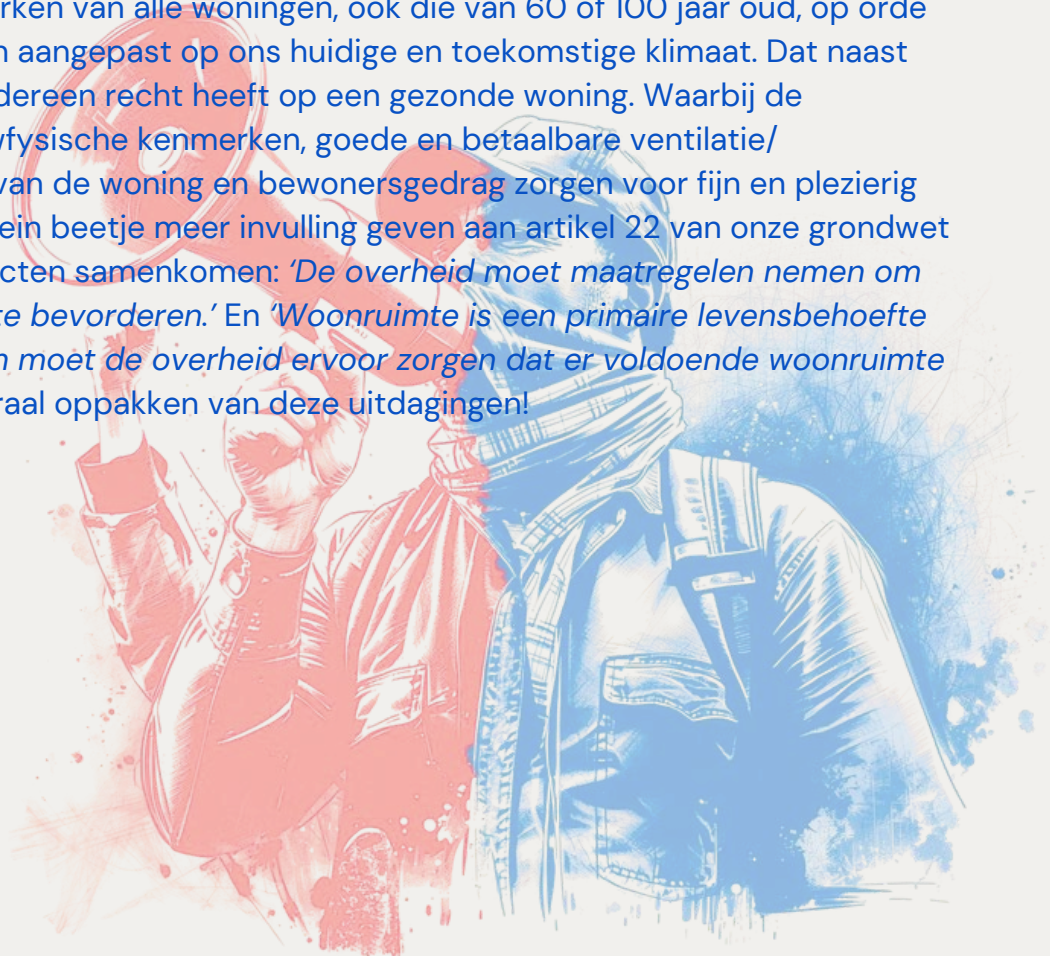 rken van alle woningen, ook die van 60 of 100 jaar oud, op orde
n aangepast op ons huidige en toekomstige klimaat. Dat naast
dereen recht heeft op een gezonde woning. Waarbij de
wfysische kenmerken, goede en betaalbare ventilatie/
van de woning en bewonersgedrag zorgen voor fijn en plezierig
ein beetje meer invulling geven aan artikel 22 van onze grondwet
cten samenkomen: ‘De overheid moet maatregelen nemen om
te bevorderen.’ En ‘Woonruimte is een primaire levensbehoefte
n moet de overheid ervoor zorgen dat er voldoende woonruimte
raal oppakken van deze uitdagingen!